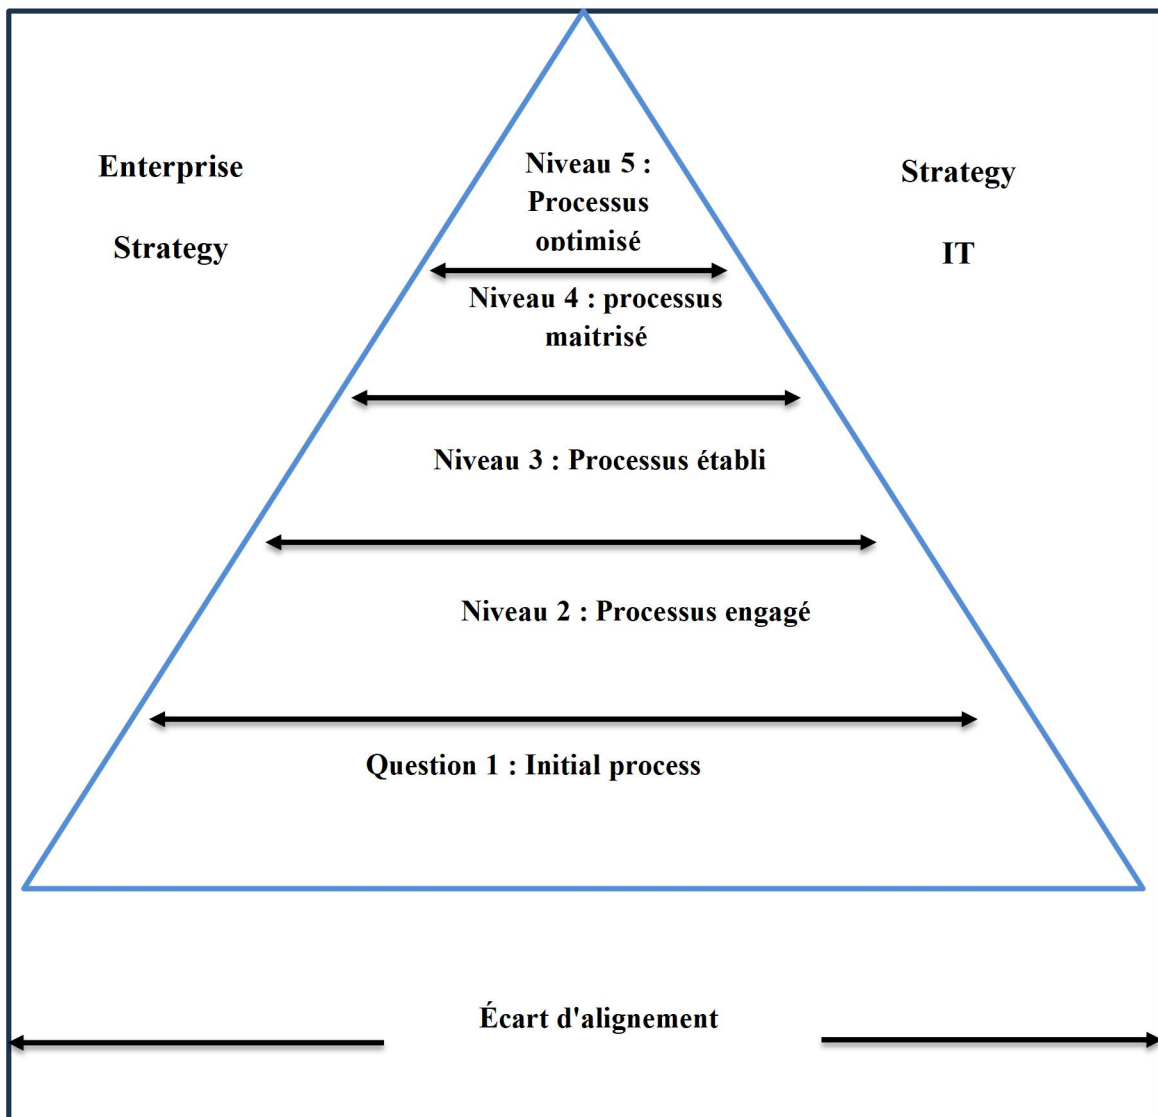 Enterprise
Strategy
Niveau 5 :
Processus
optimisé
Strategy
IT
Niveau 4 : processus
maitrisé
Niveau 3 : Processus établi
Niveau 2 : Processus engagé
Question 1 : Initial process
Écart d'alignement